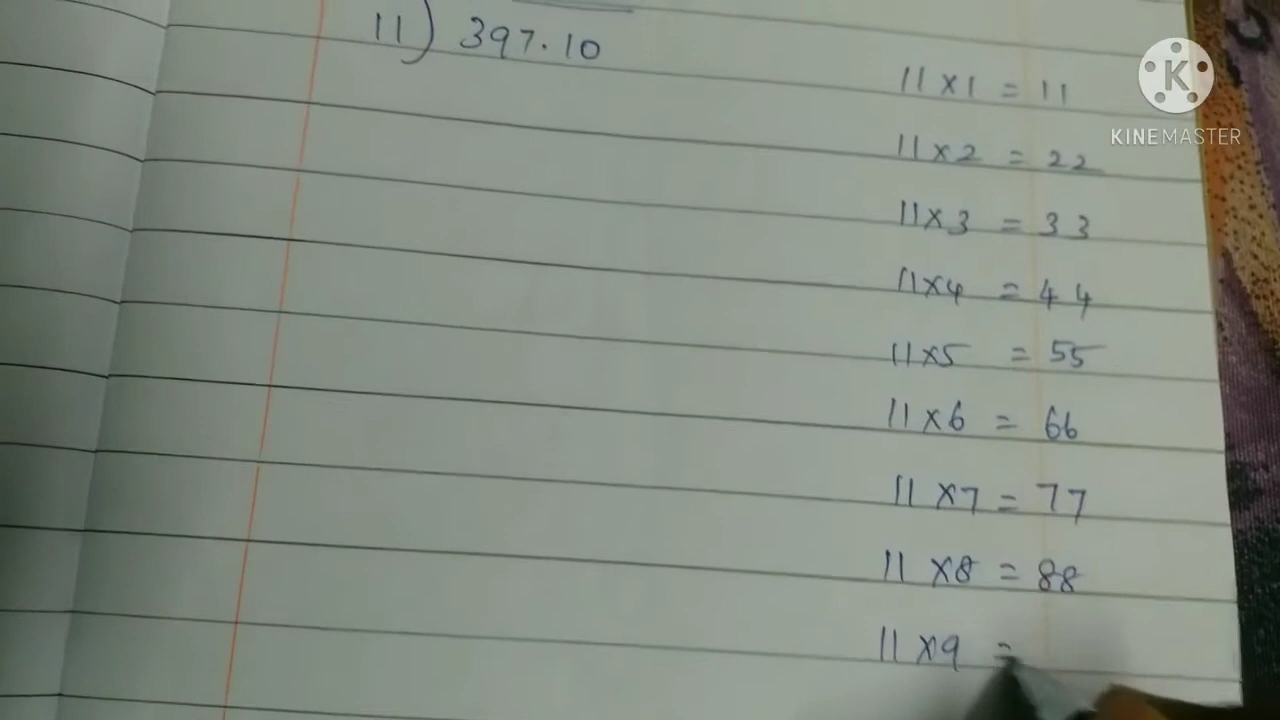 11) 397.10
11 x 1 = 11
11 x 2 = 22
11 x 3 = 33
11 x 4 = 44
11 x 5 = 55
11 x 6 = 66
11 x 7 = 77
11 x 8 = 88
11 x 9 =
K
KINEMASTER